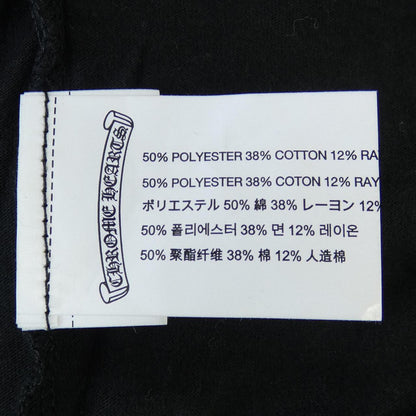 CHROME HEARTS
50% POLYESTER 38% COTTON 12% RA
50% POLYESTER 38% COTON 12% RAY
ポリエステル 50% 綿 38% レーヨン 12%
50% 폴리에스터 38% 면 12% 레이온
50% 聚酯纤维 38% 棉 12% 人造棉